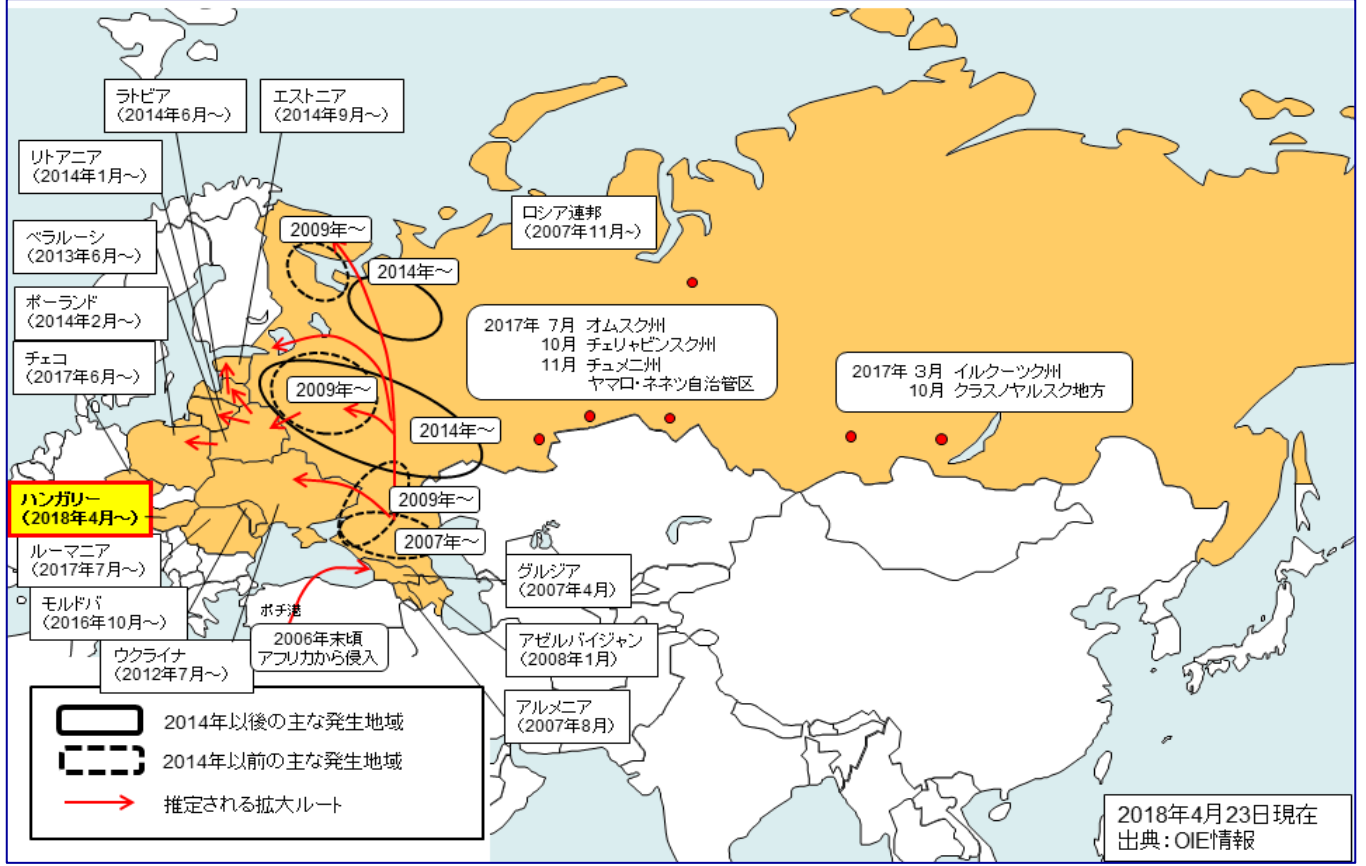 ラトビア
（2014年6月～）
エストニア
（2014年9月～）
リトアニア
（2014年1月～）
ベラルーシ
（2013年6月～）
ポーランド
（2014年2月～）
チェコ
（2017年6月～）
ハンガリー
（2018年4月～）
ルーマニア
（2017年7月～）
モルドバ
（2016年10月～）
ウクライナ
（2012年7月～）
ロシア連邦
（2007年11月~）
2009年～
2014年～
2009年～
2014年～
2009年～
2007年～
2017年 7月 オムスク州
10月 チェリャビンスク州
11月 チュメニ州
ヤマロ・ネネツ自治管区
2017年 3月 イルクーツク州
10月 クラスノヤルスク地方
グルジア
（2007年4月）
アゼルバイジャン
（2008年1月）
アルメニア
（2007年8月）
ポチ港
2006年末頃
アフリカから侵入
2014年以後の主な発生地域
2014年以前の主な発生地域
推定される拡大ルート
2018年4月23日現在
出典：OIE情報